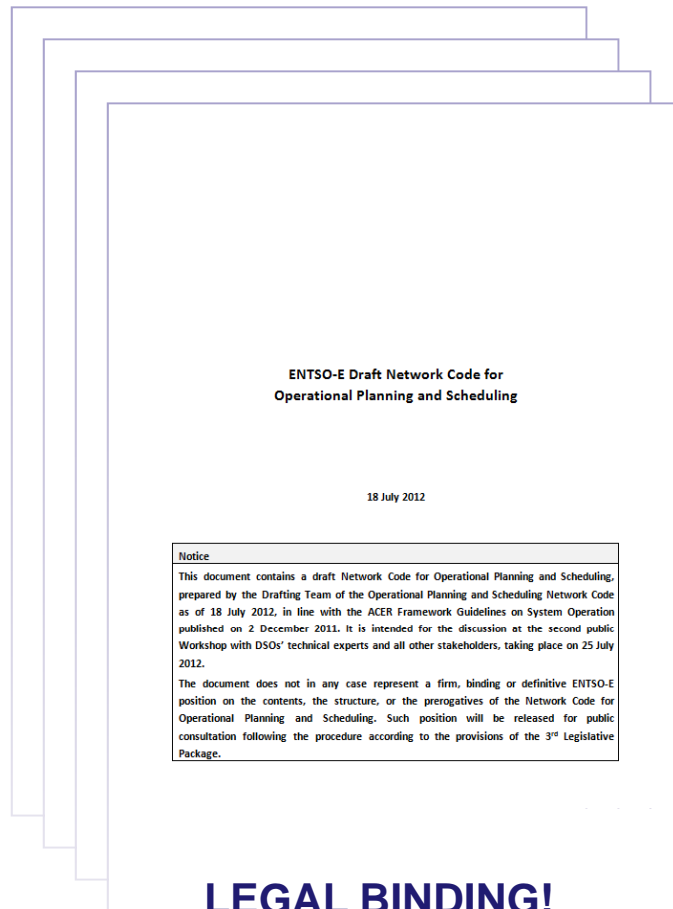 ENTSO-E Draft Network Code for
Operational Planning and Scheduling
18 July 2012
Notice
This document contains a draft Network Code for Operational Planning and Scheduling,
prepared by the Drafting Team of the Operational Planning and Scheduling Network Code
as of 18 July 2012, in line with the ACER Framework Guidelines on System Operation
published on 2 December 2011. It is intended for the discussion at the second public
Workshop with DSOs' technical experts and all other stakeholders, taking place on 25 July
2012.
The document does not in any case represent a firm, binding or definitive ENTSO-E
position on the contents, the structure, or the prerogatives of the Network Code for
Operational Planning and Scheduling. Such position will be released for public
consultation following the procedure according to the provisions of the 3rd Legislative
Package.
LEGAL BINDING!